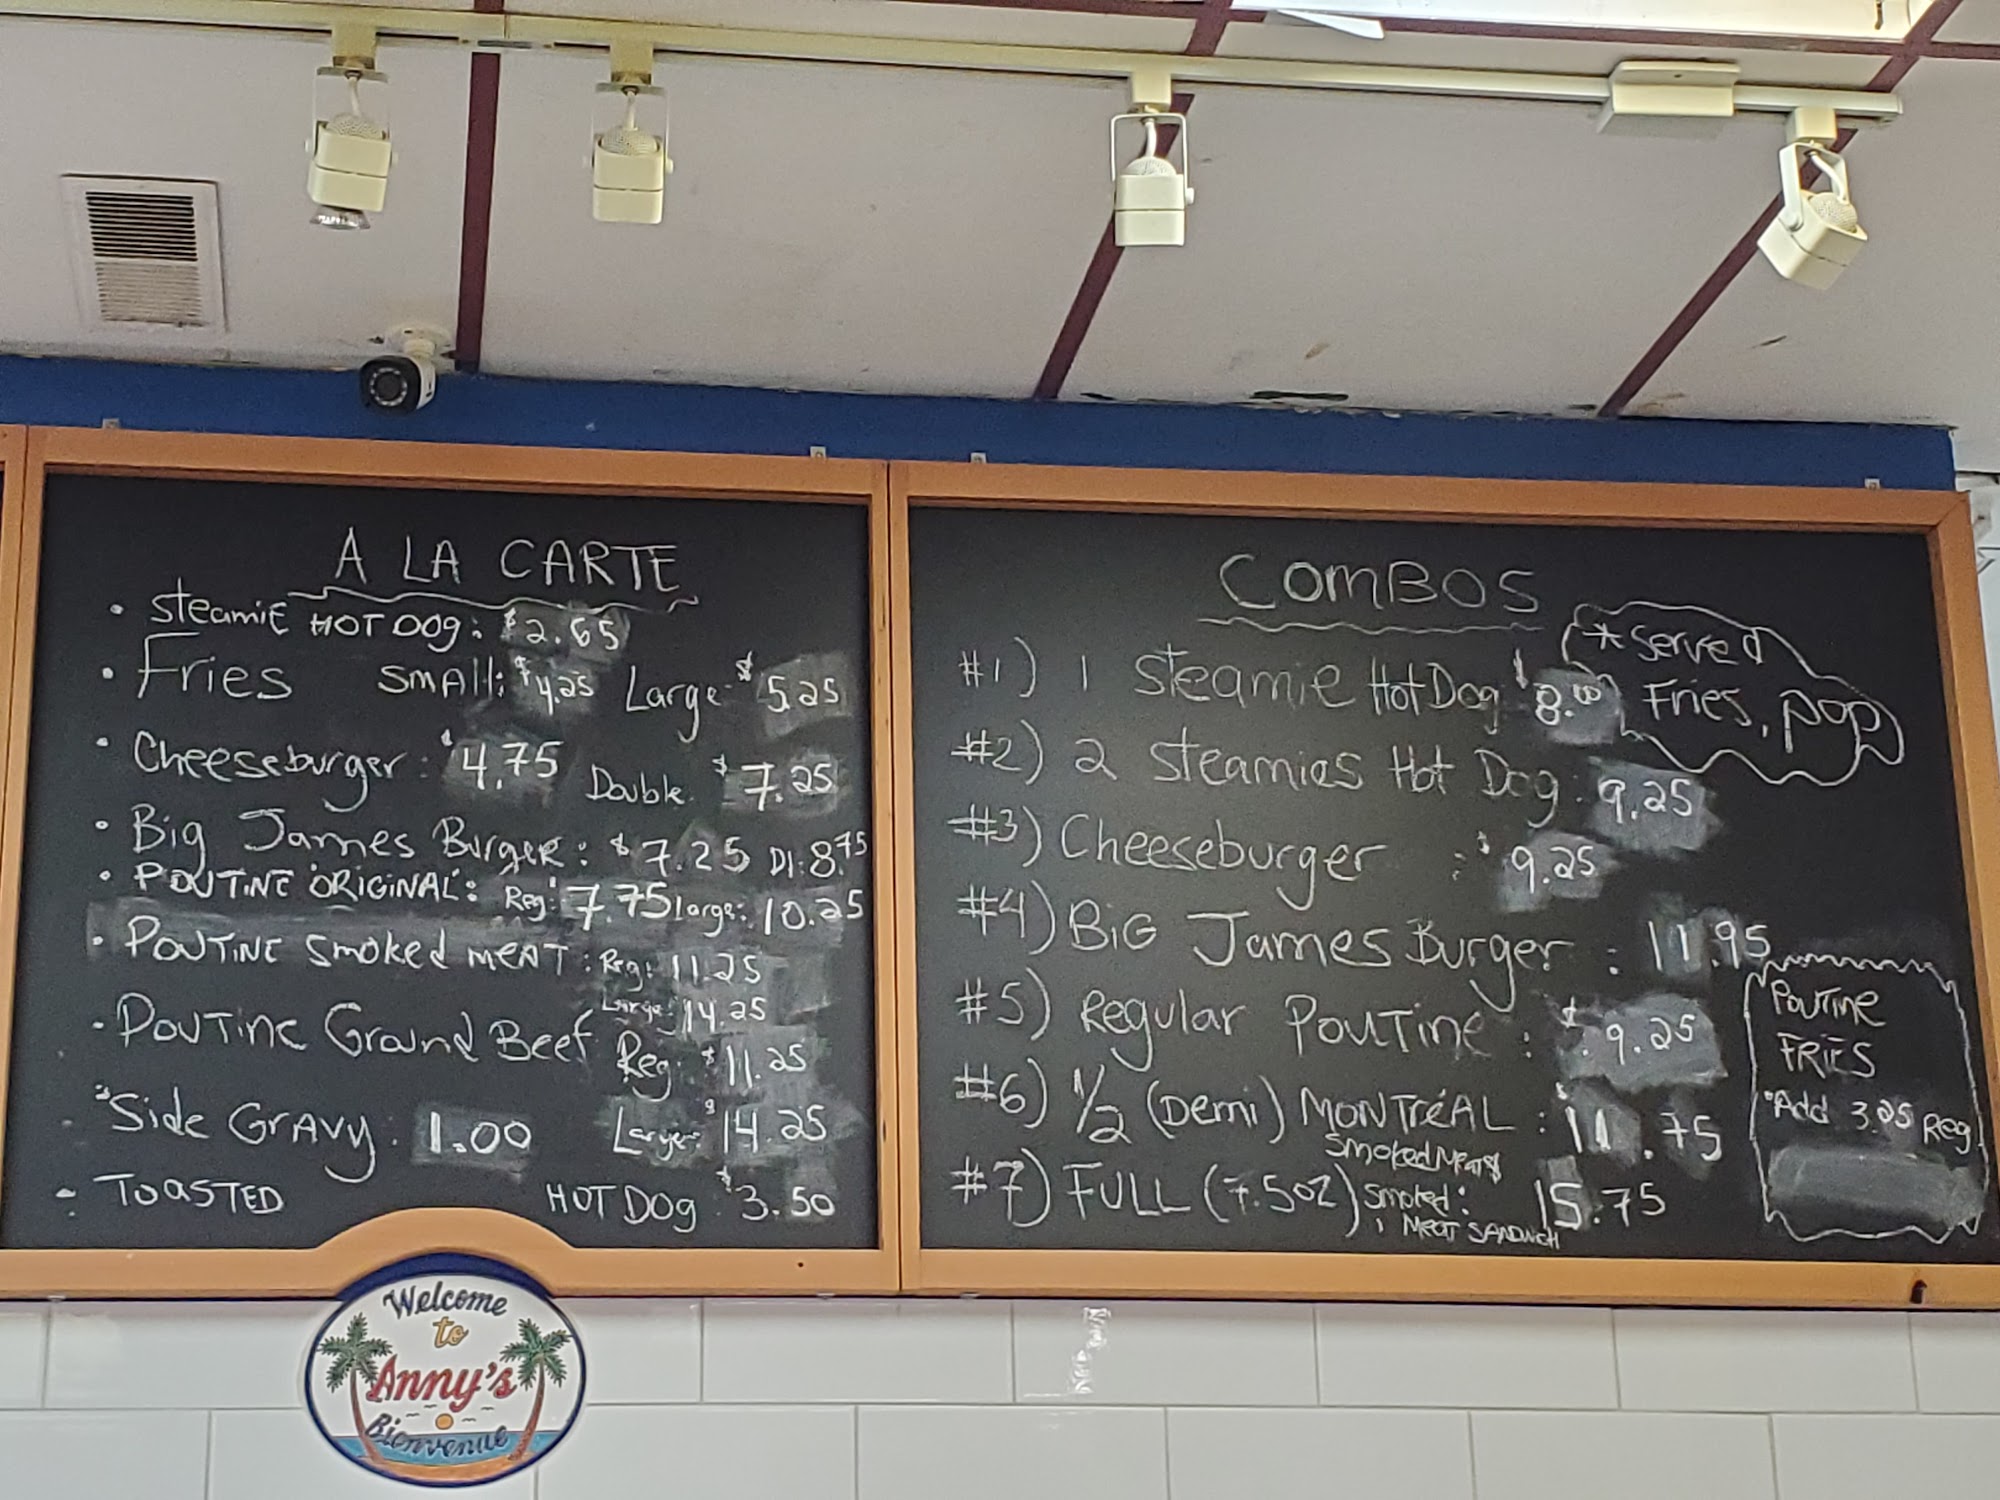 A LA CARTE
• Steamie HOT DOG: $2.65
• Fries Small: $4.25 Large $5.25
• Cheeseburger: $4.75 Double $7.25
• Big James Burger: $7.25 Dl: 8.75
• POUTINE ORIGINAL: Reg: 7.75 large: 10.25
• POUTINE Smoked MEAT: Reg: 11.25
Large: 14.25
• POUTINE Ground Beef Reg: $11.25
Large: $14.25
• Side GRAVY: 1.00
• TOASTED HOT DOG $3.50
COMBOS
* Served
Fries, pop
#1) 1 Steamie Hot Dog $8.00
#2) 2 Steamies Hot Dog: 9.25
#3) Cheeseburger : $9.25
#4) BiG James Burger: 11.95
#5) Regular POUTine: $9.25
#6) 1/2 (Demi) MONTréAL: $11.75
Smoked Meats
#7) FULL (7.5oz) Smoked: 15.75
MEAT SANDWCH
POUTINE
FRIES
Add 3.25 Reg
Welcome
to
Anny's
Bienvenue